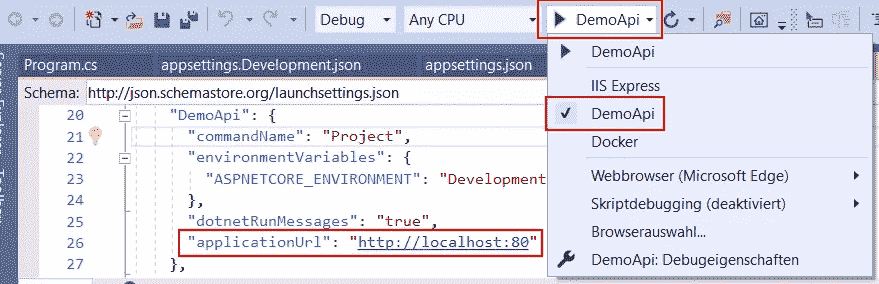 Debug Any CPU DemoApi
DemoApi
Program.cs appsettings.Development.json appsettings.json
IIS Express
Schema: http://json.schemastore.org/launchsettings.json
DemoApi
Docker
Webbrowser (Microsoft Edge)
Skriptdebugging (deaktiviert)
Browserauswahl...
DemoApi: Debugeigenschaften
20 "DemoApi": {
21 "commandName": "Project",
22 "environmentVariables": {
23 "ASPNETCORE_ENVIRONMENT": "Development
24 },
25 "dotnetRunMessages": "true",
26 "applicationUrl": "http://localhost:80"
27 },